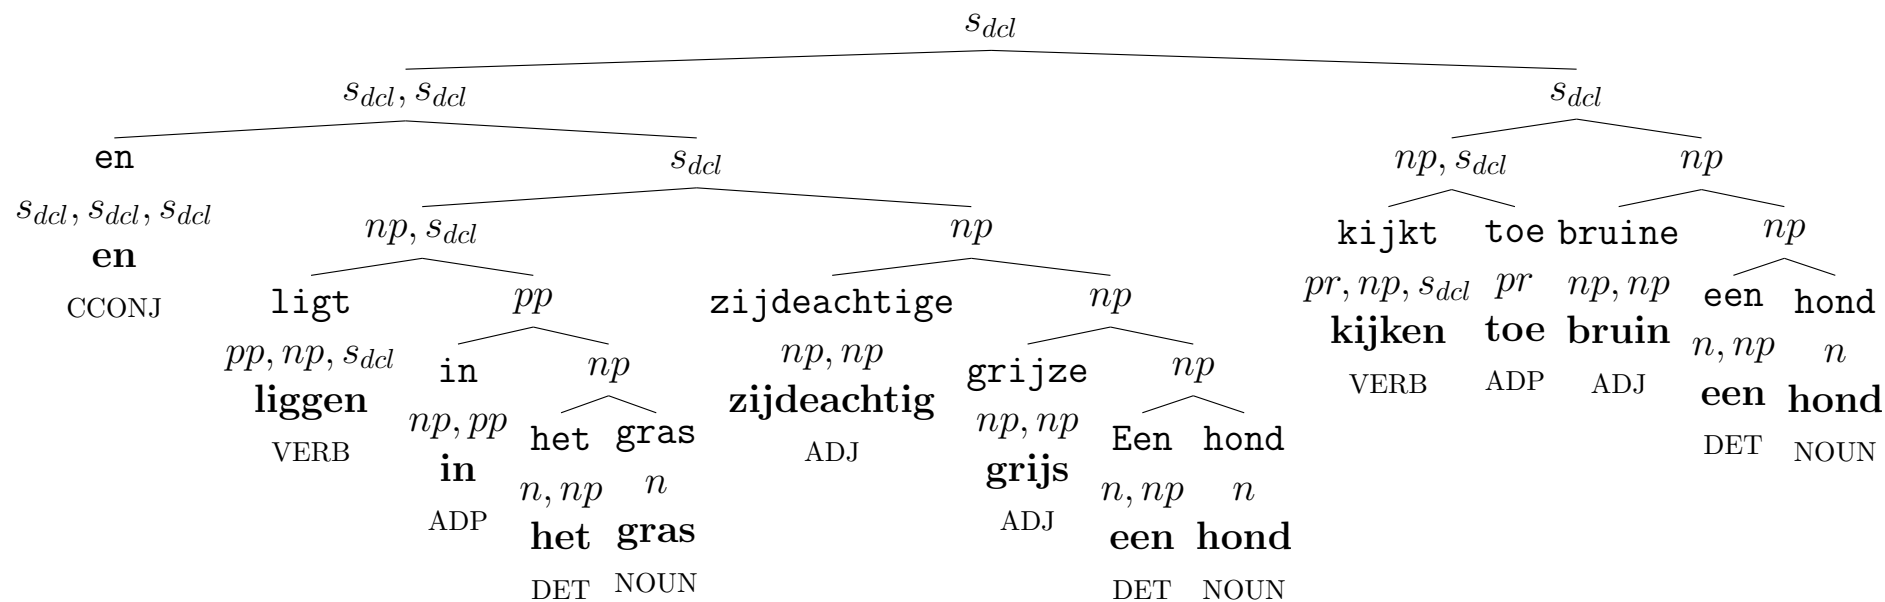 s_dcl
s_dcl, s_dcl s_dcl
en s_dcl np, s_dcl np
s_dcl, s_dcl, s_dcl np, s_dcl np kijkt toe bruine np
en ligt pp zijdeachtige np pr, np, s_dcl pr np, np een hond
CCONJ pp, np, s_dcl in np np, np grijze np kijken toe bruin n, np n
liggen np, pp het gras zijdeachtig np, np Een hond VERB ADP ADJ een hond
VERB in n, np n ADJ grijs n, np n DET NOUN
ADP het gras ADJ een hond
DET NOUN DET NOUN